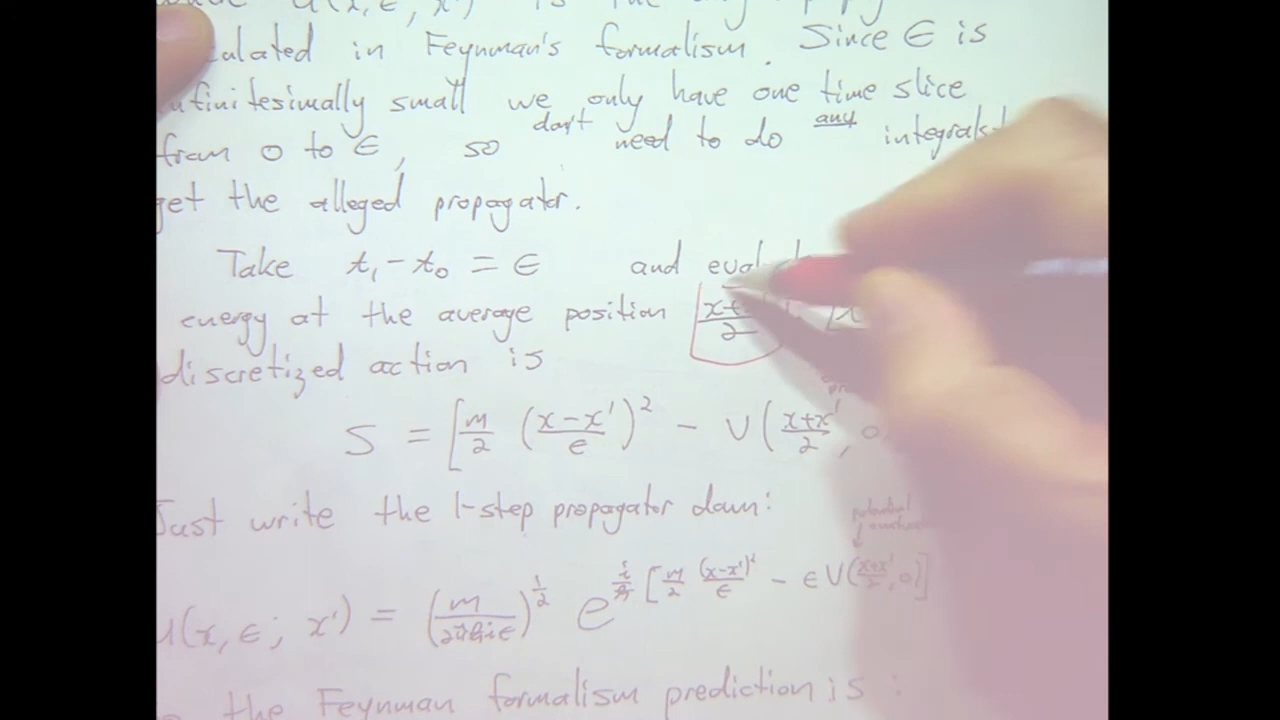 U(x, ϵ, x') is the
in Feynman's formalism. Since ϵ is
infinitesimally small we only have one time slice
from 0 to ϵ, so don't need to do any integrals
get the alleged propagator.
Take t₁ - t₀ = ϵ and
energy at the average position
discretized action is
S = [m/2 ((x-x')/ϵ)² - V((x+x')/2, 0
Just write the 1-step propagator down:
potential
U(x, ϵ; x') = (m/2πħiϵ)^(1/2) e^(i/ħ [m/2 (x-x')²/ϵ - ϵV((x+x')/2, 0)])
the Feynman formalism prediction is: